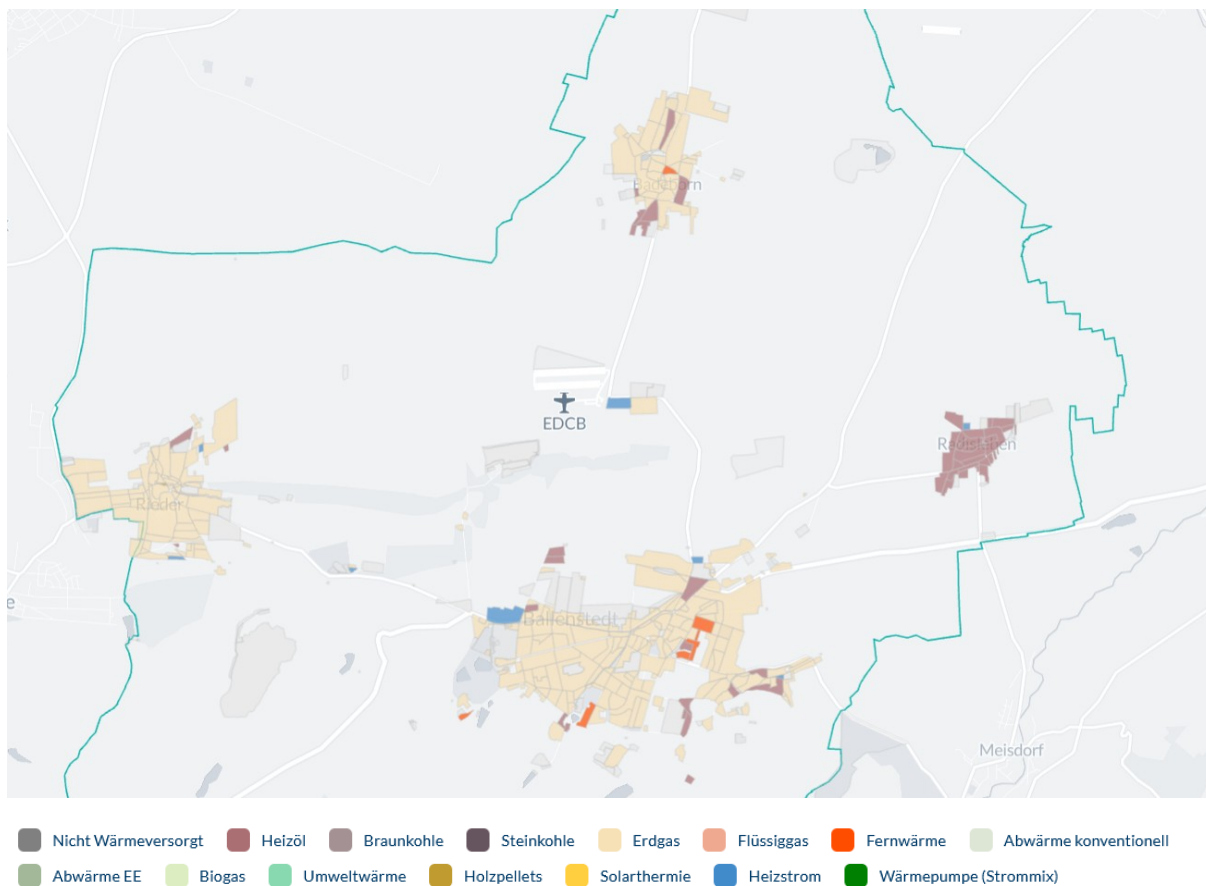 Badeborn
EDCB
Radisleben
Rieder
e
Ballenstedt
Meisdorf
Nicht Wärmeversorgt Heizöl Braunkohle Steinkohle Erdgas Flüssiggas Fernwärme Abwärme konventionell
Abwärme EE Biogas Umweltwärme Holzpellets Solarthermie Heizstrom Wärmepumpe (Strommix)